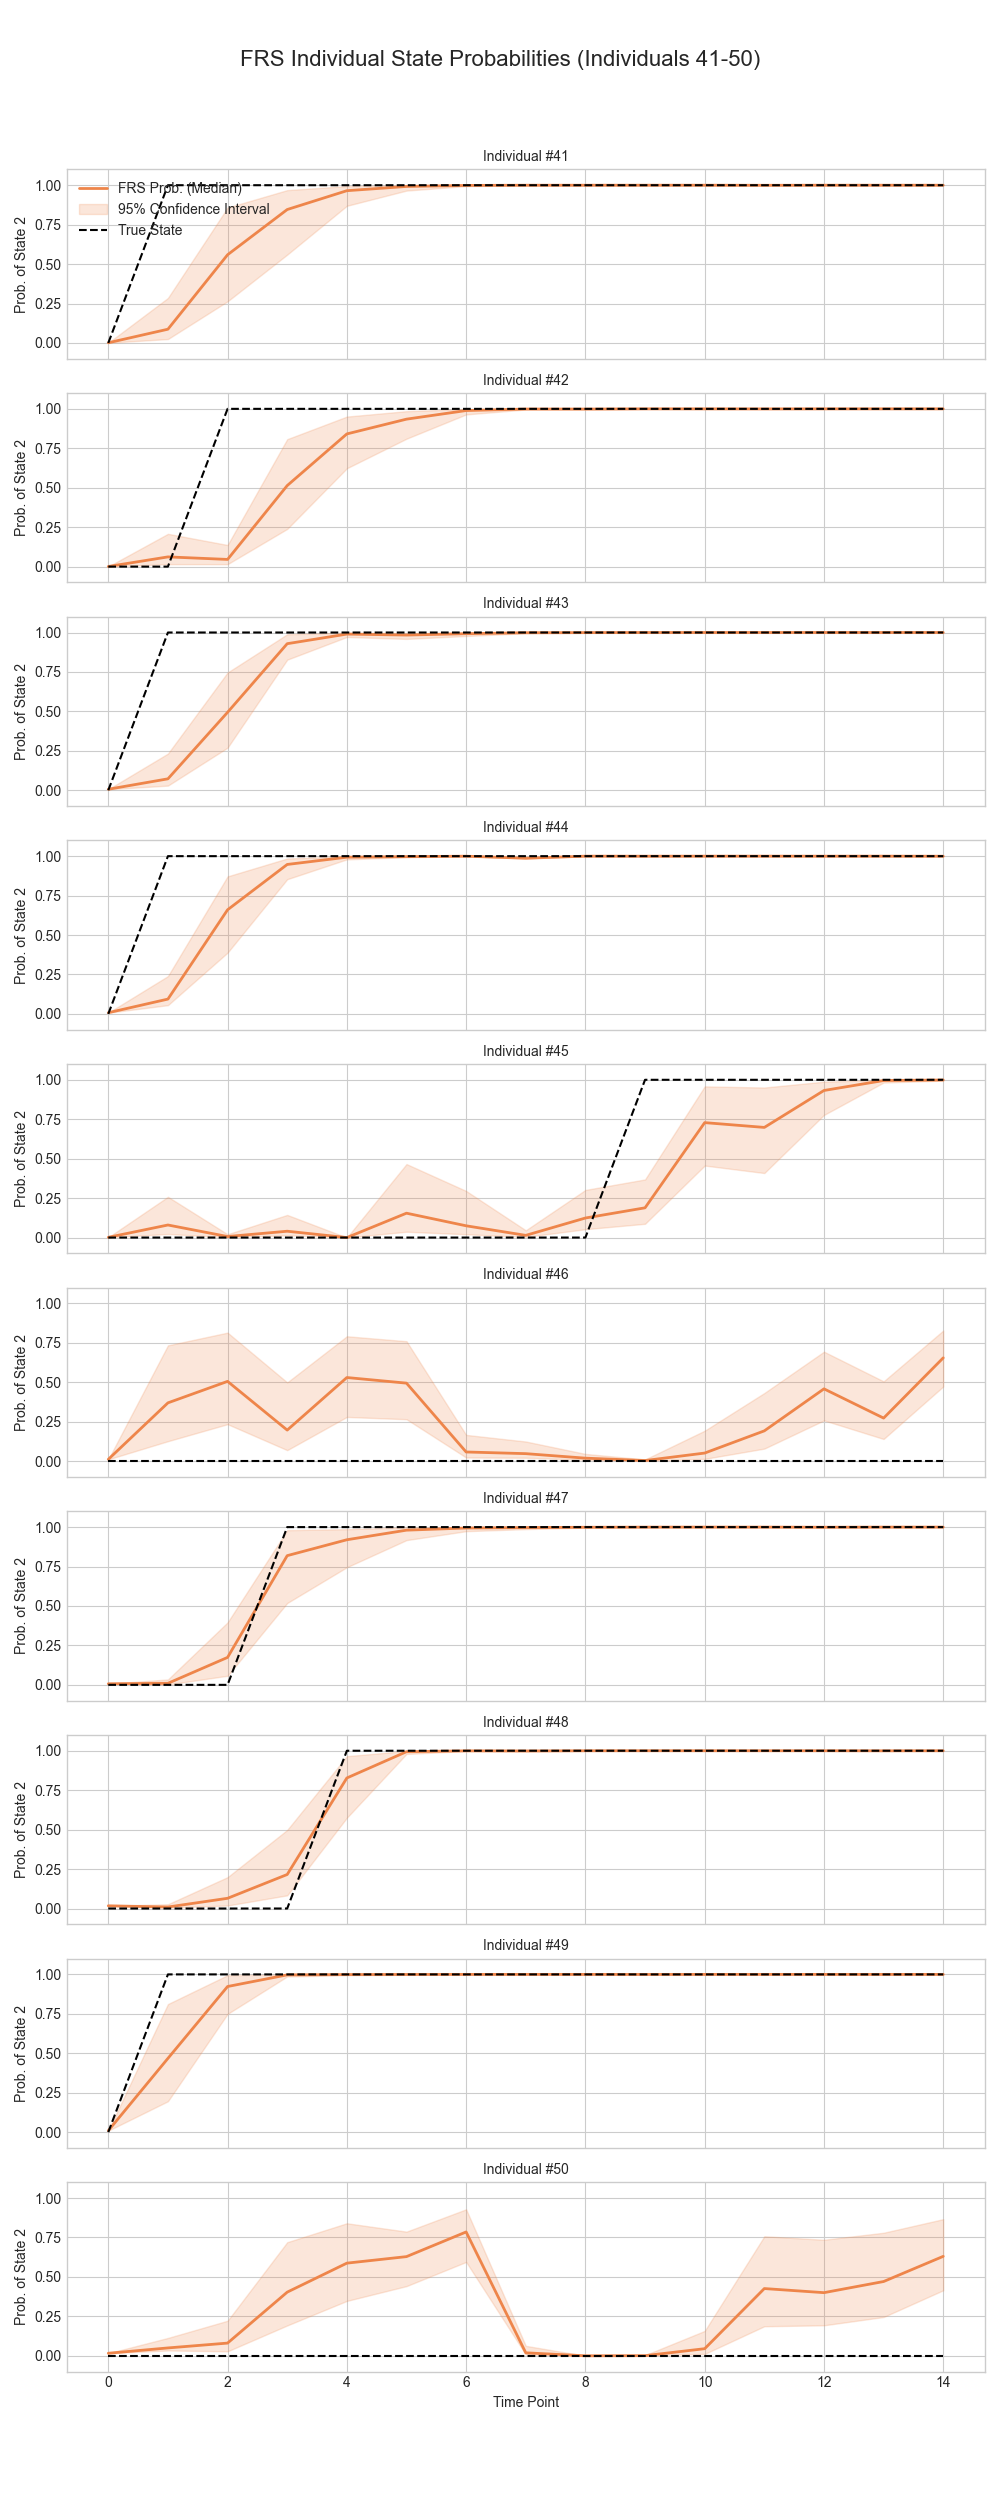 FRS Individual State Probabilities (Individuals 41-50)
Individual #41
FRS Prob. (Median)
95% Confidence Interval
True State
Prob. of State 2
1.00
0.75
0.50
0.25
0.00
Individual #42
Prob. of State 2
1.00
0.75
0.50
0.25
0.00
Individual #43
Prob. of State 2
1.00
0.75
0.50
0.25
0.00
Individual #44
Prob. of State 2
1.00
0.75
0.50
0.25
0.00
Individual #45
Prob. of State 2
1.00
0.75
0.50
0.25
0.00
Individual #46
Prob. of State 2
1.00
0.75
0.50
0.25
0.00
Individual #47
Prob. of State 2
1.00
0.75
0.50
0.25
0.00
Individual #48
Prob. of State 2
1.00
0.75
0.50
0.25
0.00
Individual #49
Prob. of State 2
1.00
0.75
0.50
0.25
0.00
Individual #50
Prob. of State 2
1.00
0.75
0.50
0.25
0.00
0 2 4 6 8 10 12 14
Time Point